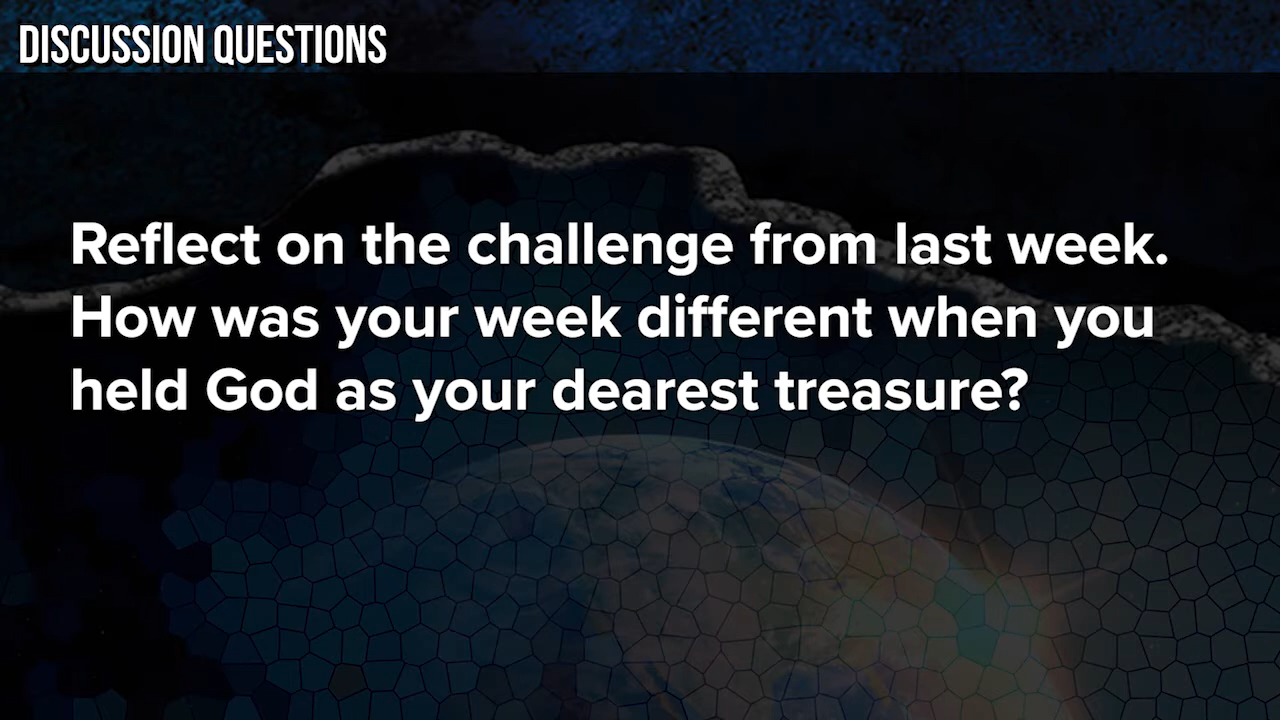 DISCUSSION QUESTIONS
Reflect on the challenge from last week.
How was your week different when you
held God as your dearest treasure?